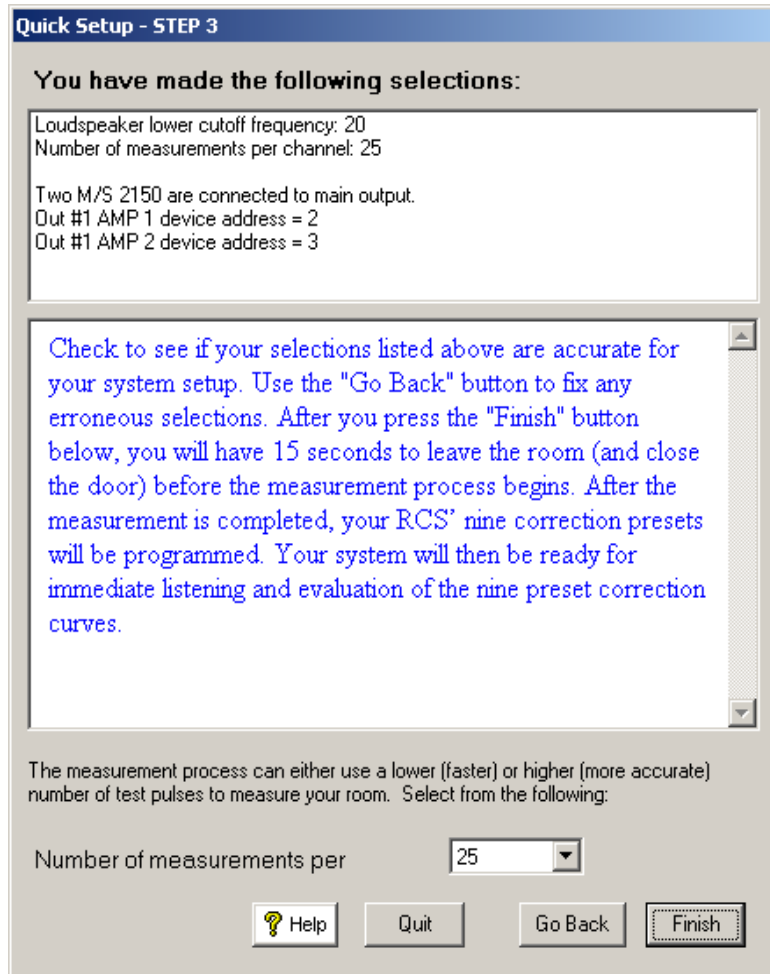 Quick Setup - STEP 3
You have made the following selections:
Loudspeaker lower cutoff frequency: 20
Number of measurements per channel: 25
Two M/S 2150 are connected to main output.
Out #1 AMP 1 device address = 2
Out #1 AMP 2 device address = 3
Check to see if your selections listed above are accurate for
your system setup. Use the "Go Back" button to fix any
erroneous selections. After you press the "Finish" button
below, you will have 15 seconds to leave the room (and close
the door) before the measurement process begins. After the
measurement is completed, your RCS’ nine correction presets
will be programmed. Your system will then be ready for
immediate listening and evaluation of the nine preset correction
curves.
The measurement process can either use a lower (faster) or higher (more accurate)
number of test pulses to measure your room.  Select from the following:
Number of measurements per
25
Help
Quit
Go Back
Finish